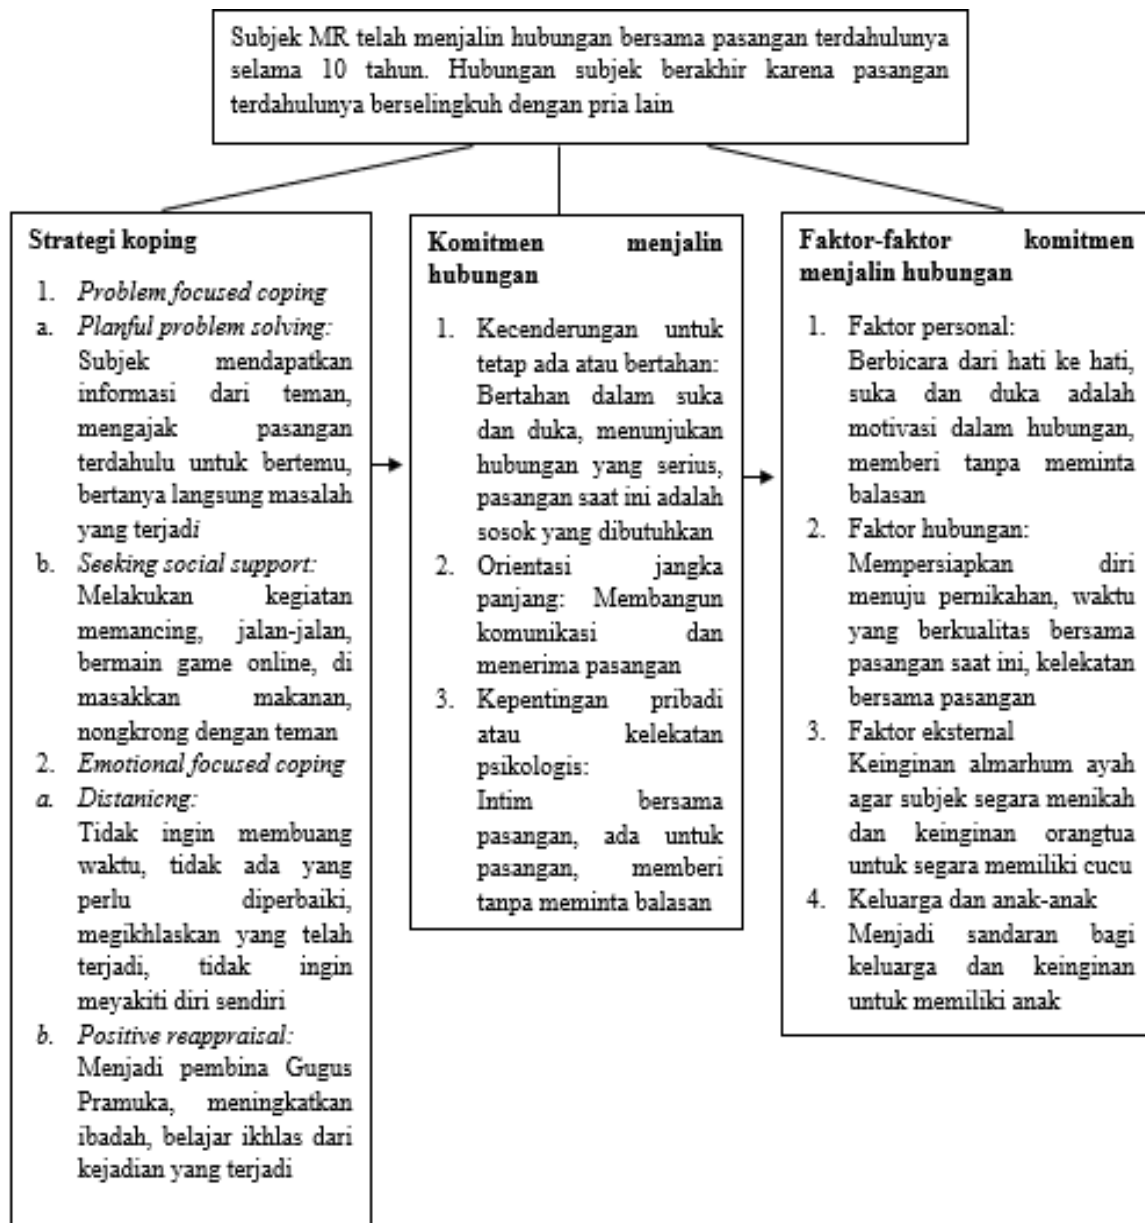 Subjek MR telah menjalin hubungan bersama pasangan terdahulunya
selama 10 tahun. Hubungan subjek berakhir karena pasangan
terdahulunya berselingkuh dengan pria lain
Strategi koping
1. Problem focused coping
a. Planful problem solving:
Subjek mendapatkan
informasi dari teman,
mengajak pasangan
terdahulu untuk bertemu,
bertanya langsung masalah
yang terjadi
b. Seeking social support:
Melakukan kegiatan
memancing, jalan-jalan,
bermain game online, di
masakkan makanan,
nongkrong dengan teman
2. Emotional focused coping
a. Distanicng:
Tidak ingin membuang
waktu, tidak ada yang
perlu diperbaiki,
megikhlaskan yang telah
terjadi, tidak ingin
meyakiti diri sendiri
b. Positive reappraisal:
Menjadi pembina Gugus
Pramuka, meningkatkan
ibadah, belajar ikhlas dari
kejadian yang terjadi
Komitmen menjalin
hubungan
1. Kecenderungan untuk
tetap ada atau bertahan:
Bertahan dalam suka
dan duka, menunjukan
hubungan yang serius,
pasangan saat ini adalah
sosok yang dibutuhkan
2. Orientasi jangka
panjang: Membangun
komunikasi dan
menerima pasangan
3. Kepentingan pribadi
atau kelekatan
psikologis:
Intim bersama
pasangan, ada untuk
pasangan, memberi
tanpa meminta balasan
Faktor-faktor komitmen
menjalin hubungan
1. Faktor personal:
Berbicara dari hati ke hati,
suka dan duka adalah
motivasi dalam hubungan,
memberi tanpa meminta
balasan
2. Faktor hubungan:
Mempersiapkan diri
menuju pernikahan, waktu
yang berkualitas bersama
pasangan saat ini, kelekatan
bersama pasangan
3. Faktor eksternal
Keinginan almarhum ayah
agar subjek segara menikah
dan keinginan orangtua
untuk segara memiliki cucu
4. Keluarga dan anak-anak
Menjadi sandaran bagi
keluarga dan keinginan
untuk memiliki anak